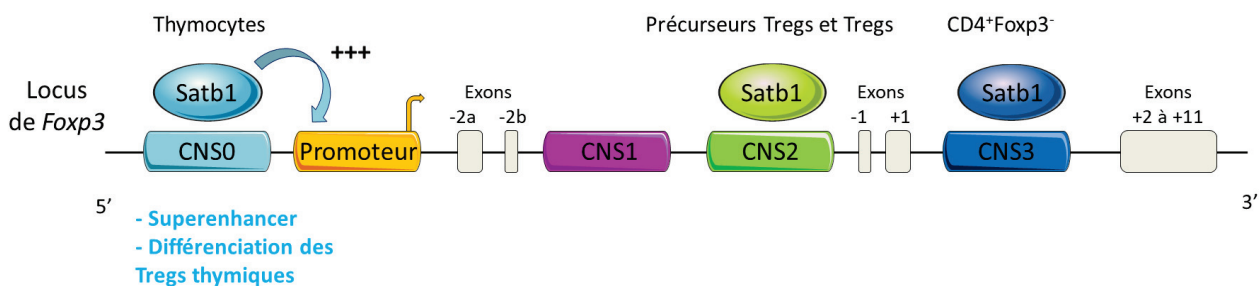 Thymocytes
Précurseurs Tregs et Tregs
CD4⁺Foxp3⁻
+++
Locus
de Foxp3
Satb1
Satb1
Satb1
Exons
-2a
-2b
Exons
-1
+1
Exons
+2 à +11
CNS0
Promoteur
CNS1
CNS2
CNS3
5’
3’
- Superenhancer
- Différenciation des
Tregs thymiques